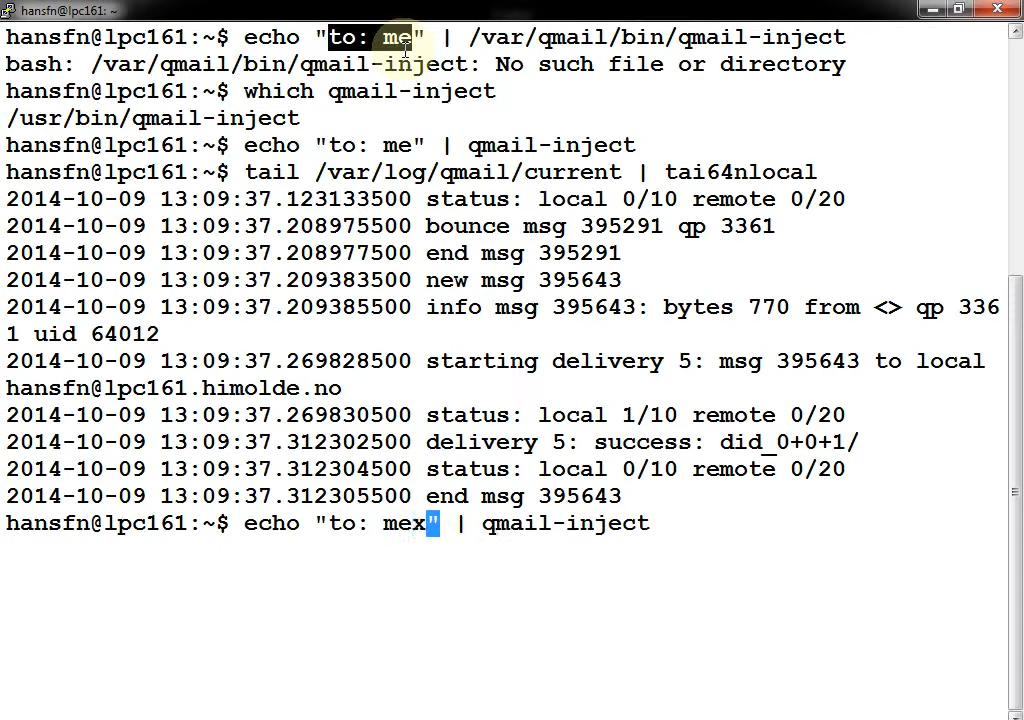 hansfn@lpc161: ~
hansfn@lpc161:~$ echo "to: me" | /var/qmail/bin/qmail-inject
bash: /var/qmail/bin/qmail-inject: No such file or directory
hansfn@lpc161:~$ which qmail-inject
/usr/bin/qmail-inject
hansfn@lpc161:~$ echo "to: me" | qmail-inject
hansfn@lpc161:~$ tail /var/log/qmail/current | tai64nlocal
2014-10-09 13:09:37.123133500 status: local 0/10 remote 0/20
2014-10-09 13:09:37.208975500 bounce msg 395291 qp 3361
2014-10-09 13:09:37.208977500 end msg 395291
2014-10-09 13:09:37.209383500 new msg 395643
2014-10-09 13:09:37.209385500 info msg 395643: bytes 770 from <> qp 336
1 uid 64012
2014-10-09 13:09:37.269828500 starting delivery 5: msg 395643 to local
hansfn@lpc161.himolde.no
2014-10-09 13:09:37.269830500 status: local 1/10 remote 0/20
2014-10-09 13:09:37.312302500 delivery 5: success: did_0+0+1/
2014-10-09 13:09:37.312304500 status: local 0/10 remote 0/20
2014-10-09 13:09:37.312305500 end msg 395643
hansfn@lpc161:~$ echo "to: mex" | qmail-inject